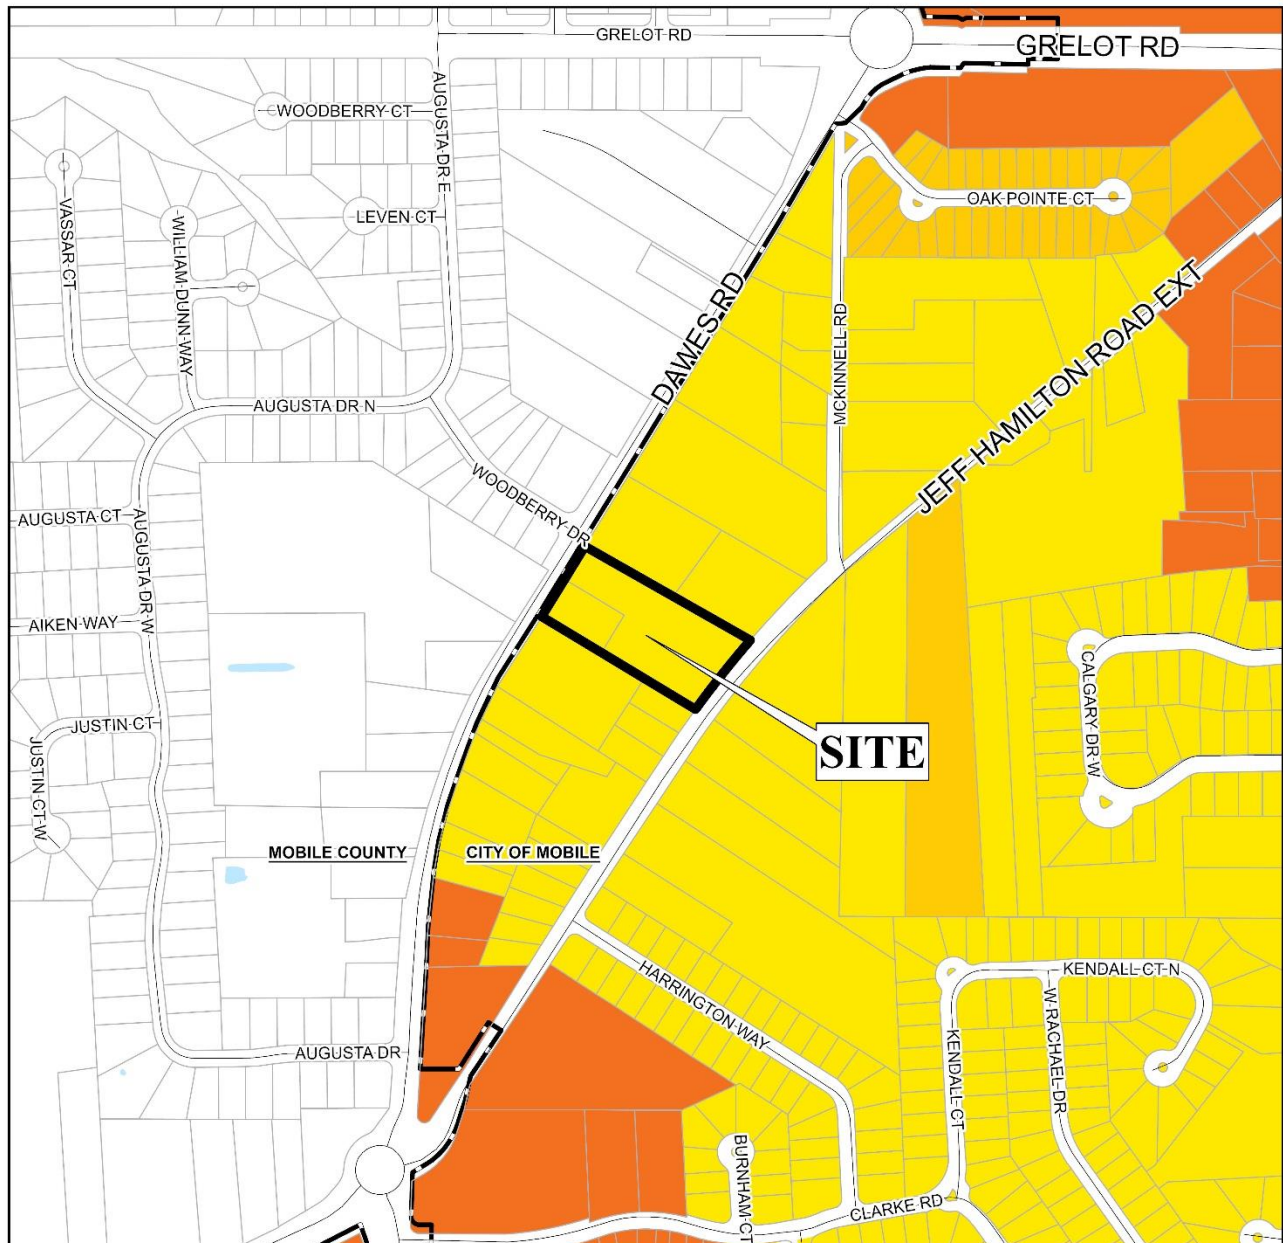 GRELOT RD
GRELOT RD
WOODBERRY CT
AUGUSTA DR E
VASSAR CT
WILLIAM DUNN WAY
LEVEN CT
OAK POINTE CT
DAWES RD
MCKINNELL RD
JEFF HAMILTON ROAD EXT
AUGUSTA DR N
WOODBERRY DR
AUGUSTA CT
AUGUSTA DR W
AIKEN WAY
CALGARY DR W
JUSTIN CT
JUSTIN CT W
SITE
MOBILE COUNTY
CITY OF MOBILE
HARRINGTON WAY
KENDALL CT N
KENDALL CT
W RACHAEL DR
AUGUSTA DR
BURNHAM CT
CLARKE RD